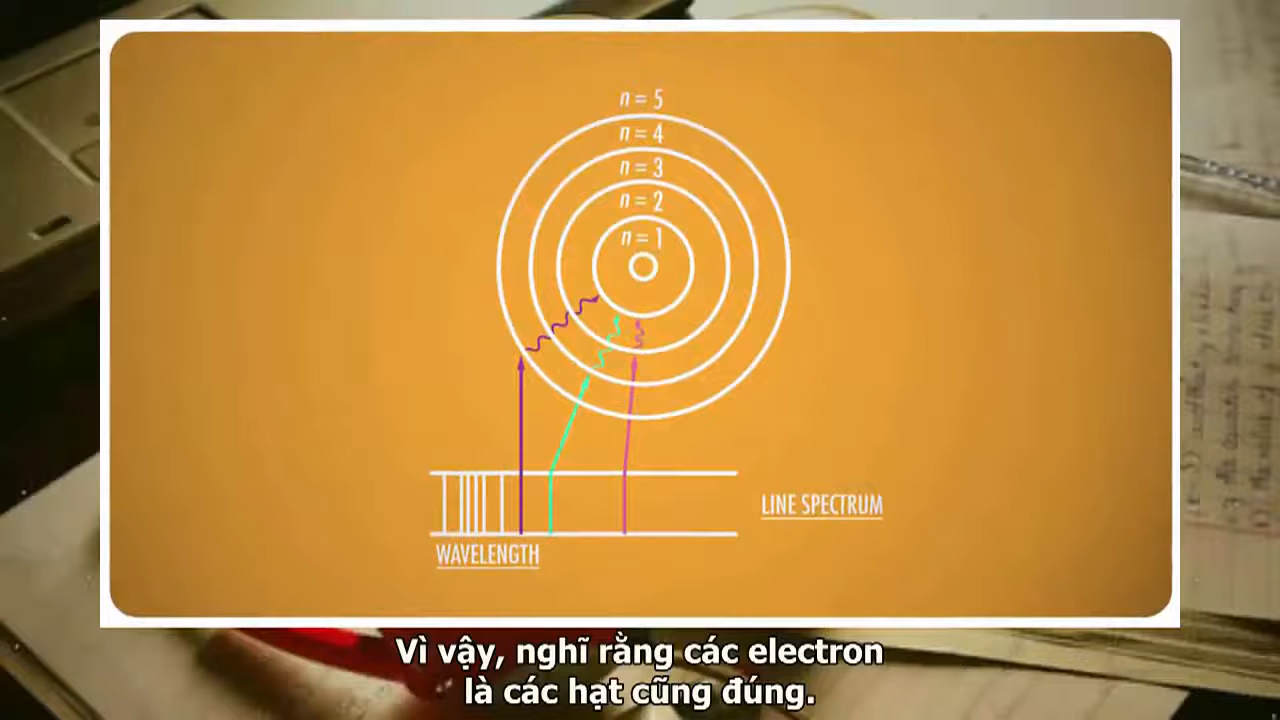 n = 5
n = 4
n = 3
n = 2
n = 1
LINE SPECTRUM
WAVELENGTH
Vì vậy, nghĩ rằng các electron
là các hạt cũng đúng.